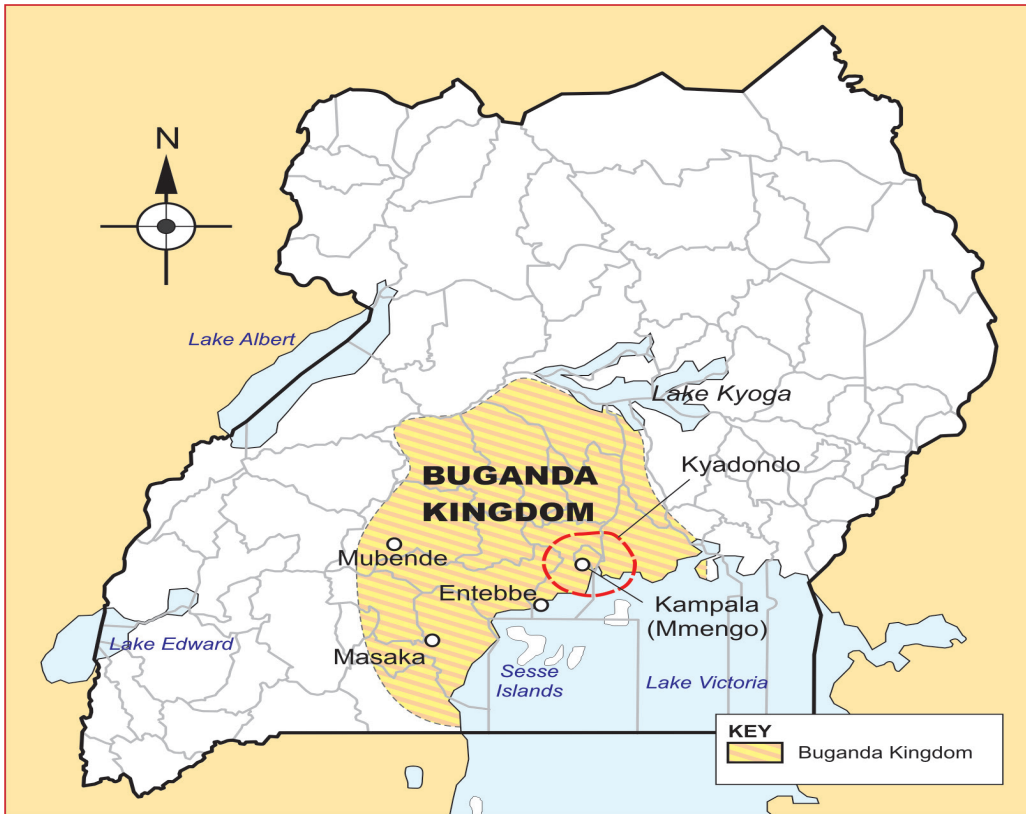 N
Lake Albert
Lake Kyoga
Kyadondo
BUGANDA
KINGDOM
Mubende
Entebbe
Kampala
(Mmengo)
Lake Edward
Masaka
Sesse
Islands
Lake Victoria
KEY
Buganda Kingdom